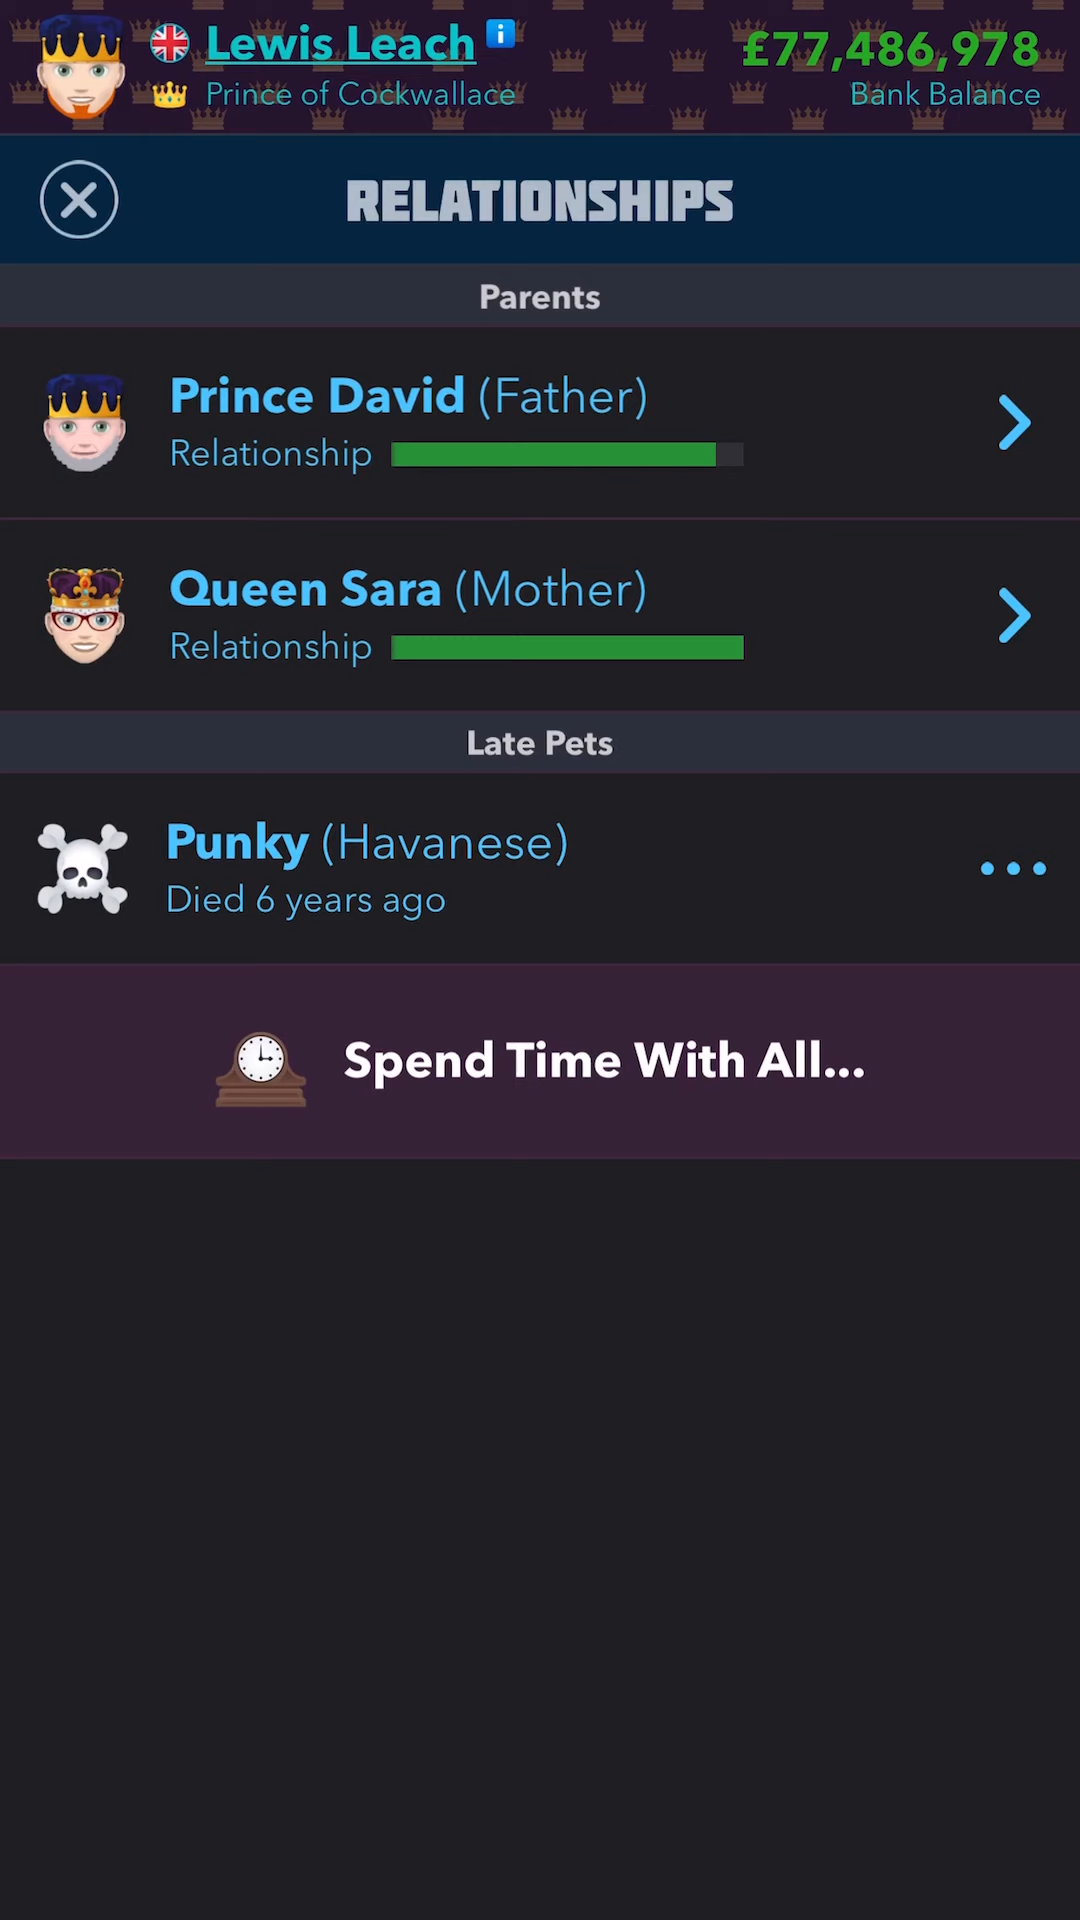 Lewis Leach
£77,486,978
Prince of Cockwallace
Bank Balance
RELATIONSHIPS
Parents
Prince David (Father)
Relationship
Queen Sara (Mother)
Relationship
Late Pets
Punky (Havanese)
Died 6 years ago
Spend Time With All...